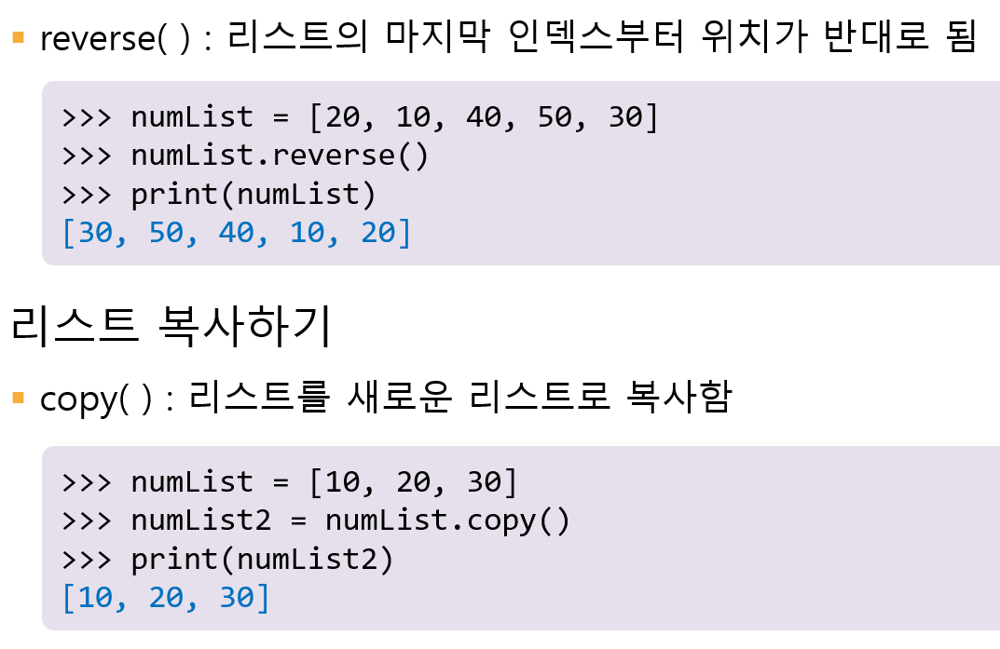 ▪ reverse( ) : 리스트의 마지막 인덱스부터 위치가 반대로 됨
>>> numList = [20, 10, 40, 50, 30]
>>> numList.reverse()
>>> print(numList)
[30, 50, 40, 10, 20]
리스트 복사하기
▪ copy( ) : 리스트를 새로운 리스트로 복사함
>>> numList = [10, 20, 30]
>>> numList2 = numList.copy()
>>> print(numList2)
[10, 20, 30]